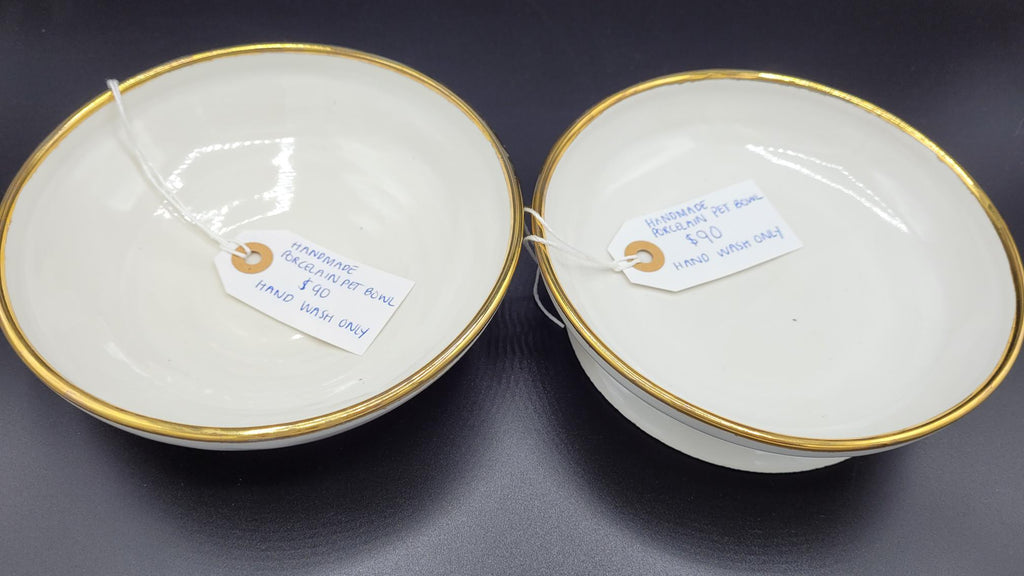 HANDMADE
PORCELAIN PET BOWL
$90
HAND WASH ONLY
HANDMADE
PORCELAIN PET BOWL
$90
HAND WASH ONLY